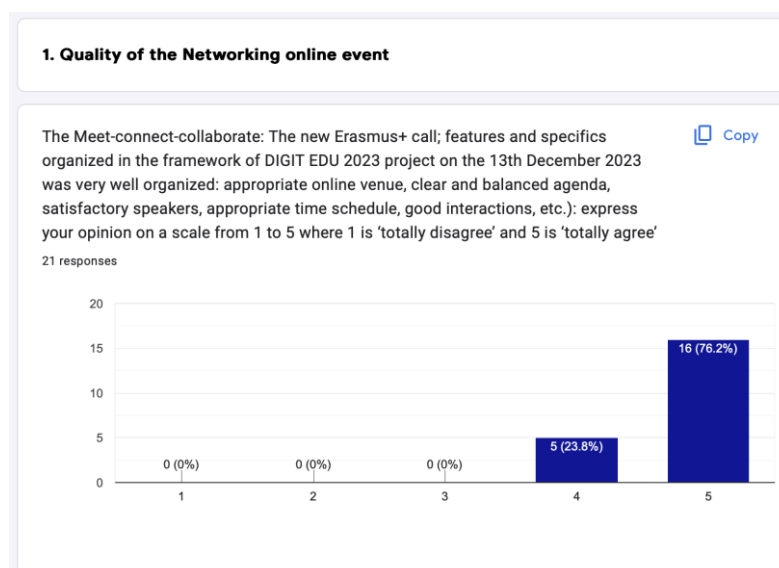 1. Quality of the Networking online event
The Meet-connect-collaborate: The new Erasmus+ call; features and specifics
Copy
organized in the framework of DIGIT EDU 2023 project on the 13th December 2023
was very well organized: appropriate online venue, clear and balanced agenda,
satisfactory speakers, appropriate time schedule, good interactions, etc.): express
your opinion on a scale from 1 to 5 where 1 is ‘totally disagree’ and 5 is ‘totally agree’
21 responses
20
15
10
5
0
0 (0%)
0 (0%)
0 (0%)
5 (23.8%)
16 (76.2%)
1
2
3
4
5